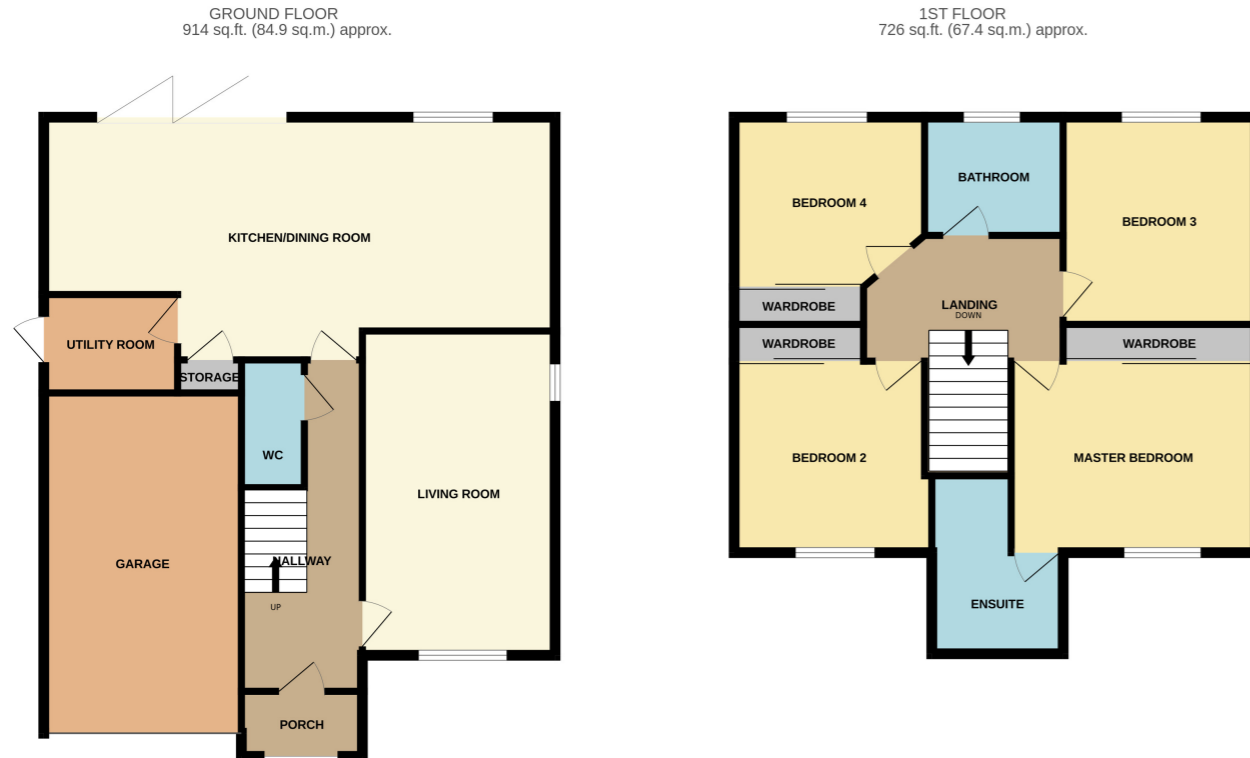 GROUND FLOOR
914 sq.ft. (84.9 sq.m.) approx.
KITCHEN/DINING ROOM
UTILITY ROOM
STORAGE
WC
LIVING ROOM
HALLWAY
GARAGE
UP
PORCH
1ST FLOOR
726 sq.ft. (67.4 sq.m.) approx.
BATHROOM
BEDROOM 4
BEDROOM 3
WARDROBE
LANDING
DOWN
WARDROBE
WARDROBE
BEDROOM 2
MASTER BEDROOM
ENSUITE